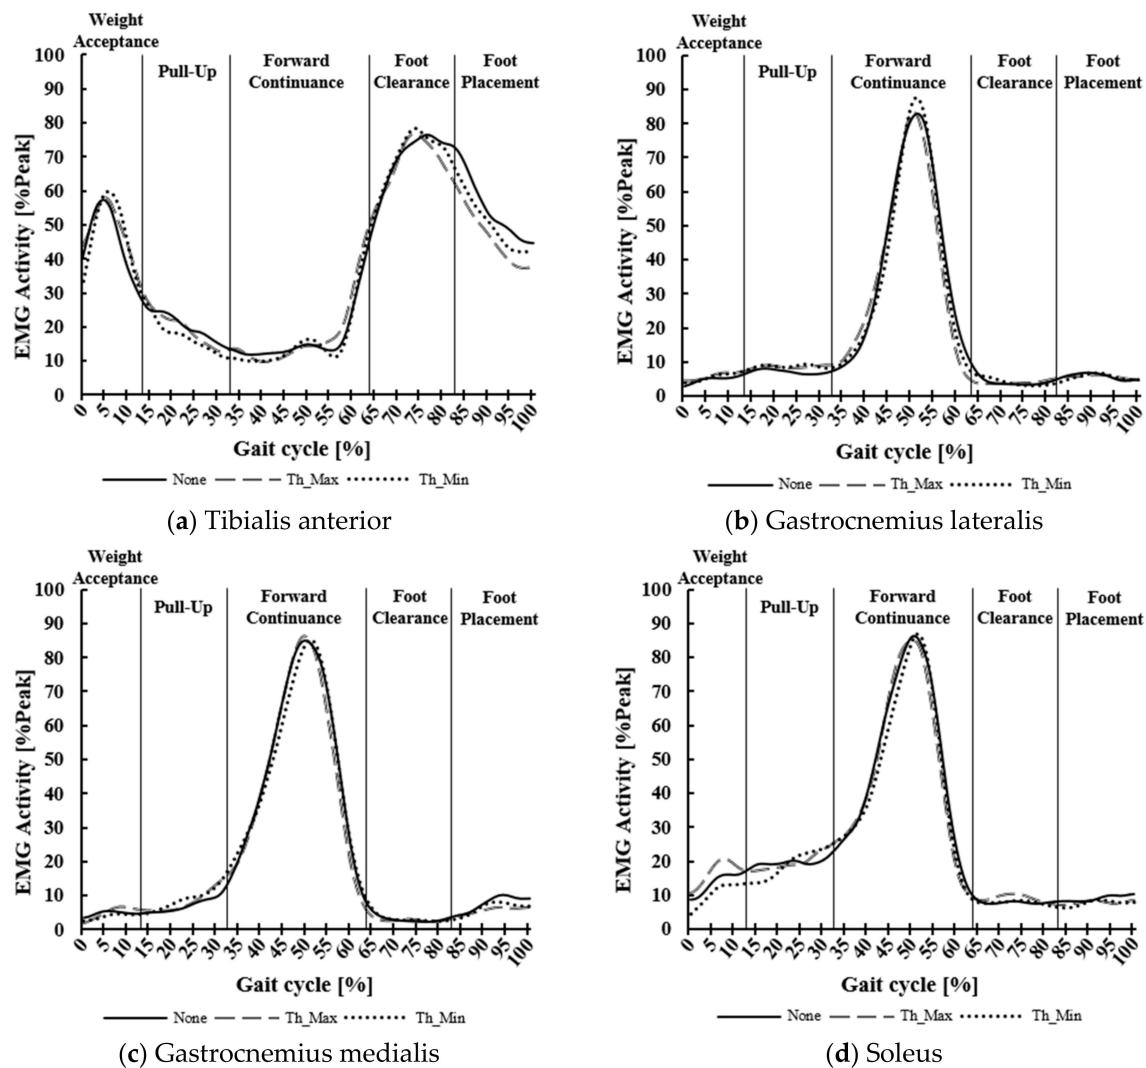 Weight
Acceptance
Pull-Up
Forward
Continuance
Foot
Clearance
Foot
Placement
EMG Activity [%Peak]
100
90
80
70
60
50
40
30
20
10
0
0 5 10 15 20 25 30 35 40 45 50 55 60 65 70 75 80 85 90 95 100
Gait cycle [%]
None Th_Max Th_Min
(a) Tibialis anterior
Weight
Acceptance
Pull-Up
Forward
Continuance
Foot
Clearance
Foot
Placement
EMG Activity [%Peak]
100
90
80
70
60
50
40
30
20
10
0
0 5 10 15 20 25 30 35 40 45 50 55 60 65 70 75 80 85 90 95 100
Gait cycle [%]
None Th_Max Th_Min
(b) Gastrocnemius lateralis
Weight
Acceptance
Pull-Up
Forward
Continuance
Foot
Clearance
Foot
Placement
EMG Activity [%Peak]
100
90
80
70
60
50
40
30
20
10
0
0 5 10 15 20 25 30 35 40 45 50 55 60 65 70 75 80 85 90 95 100
Gait cycle [%]
None Th_Max Th_Min
(c) Gastrocnemius medialis
Weight
Acceptance
Pull-Up
Forward
Continuance
Foot
Clearance
Foot
Placement
EMG Activity [%Peak]
100
90
80
70
60
50
40
30
20
10
0
0 5 10 15 20 25 30 35 40 45 50 55 60 65 70 75 80 85 90 95 100
Gait cycle [%]
None Th_Max Th_Min
(d) Soleus